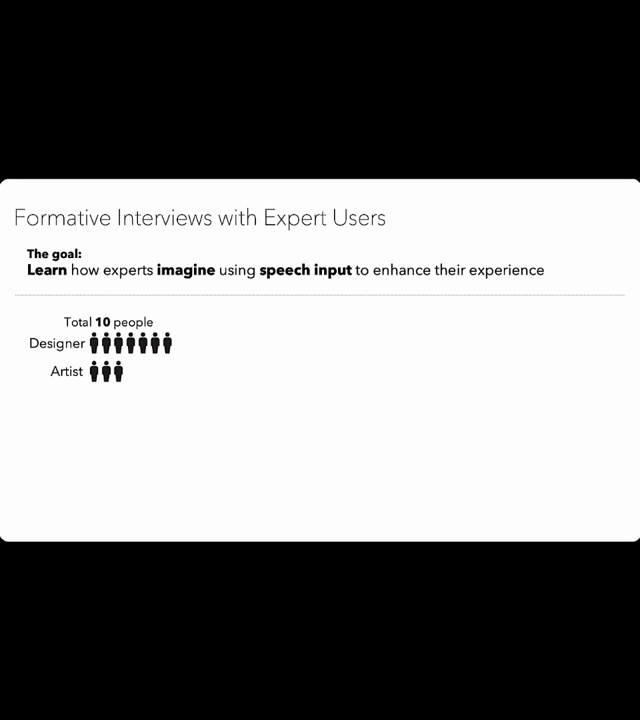 Formative Interviews with Expert Users
The goal:
Learn how experts imagine using speech input to enhance their experience
Total 10 people
Designer
Artist